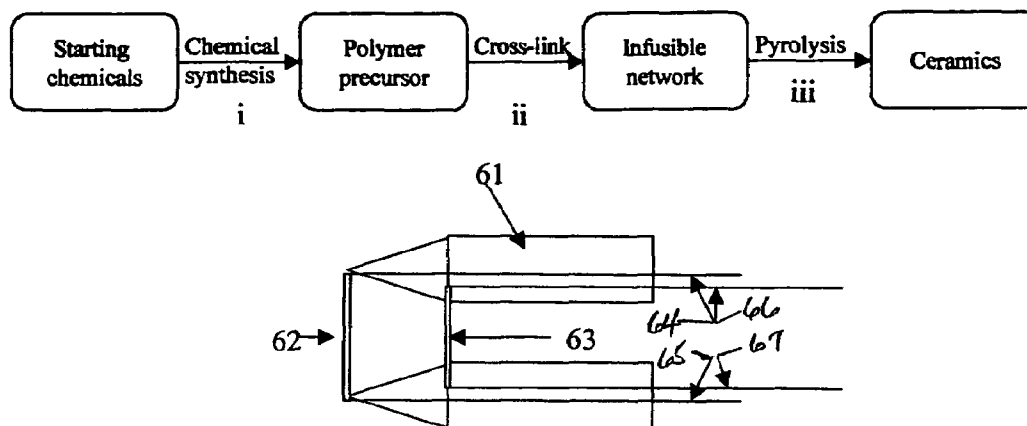 Starting
chemicals
Chemical
synthesis
i
Polymer
precursor
Cross-link
ii
Infusible
network
Pyrolysis
iii
Ceramics
61
62
63
64
66
65
67